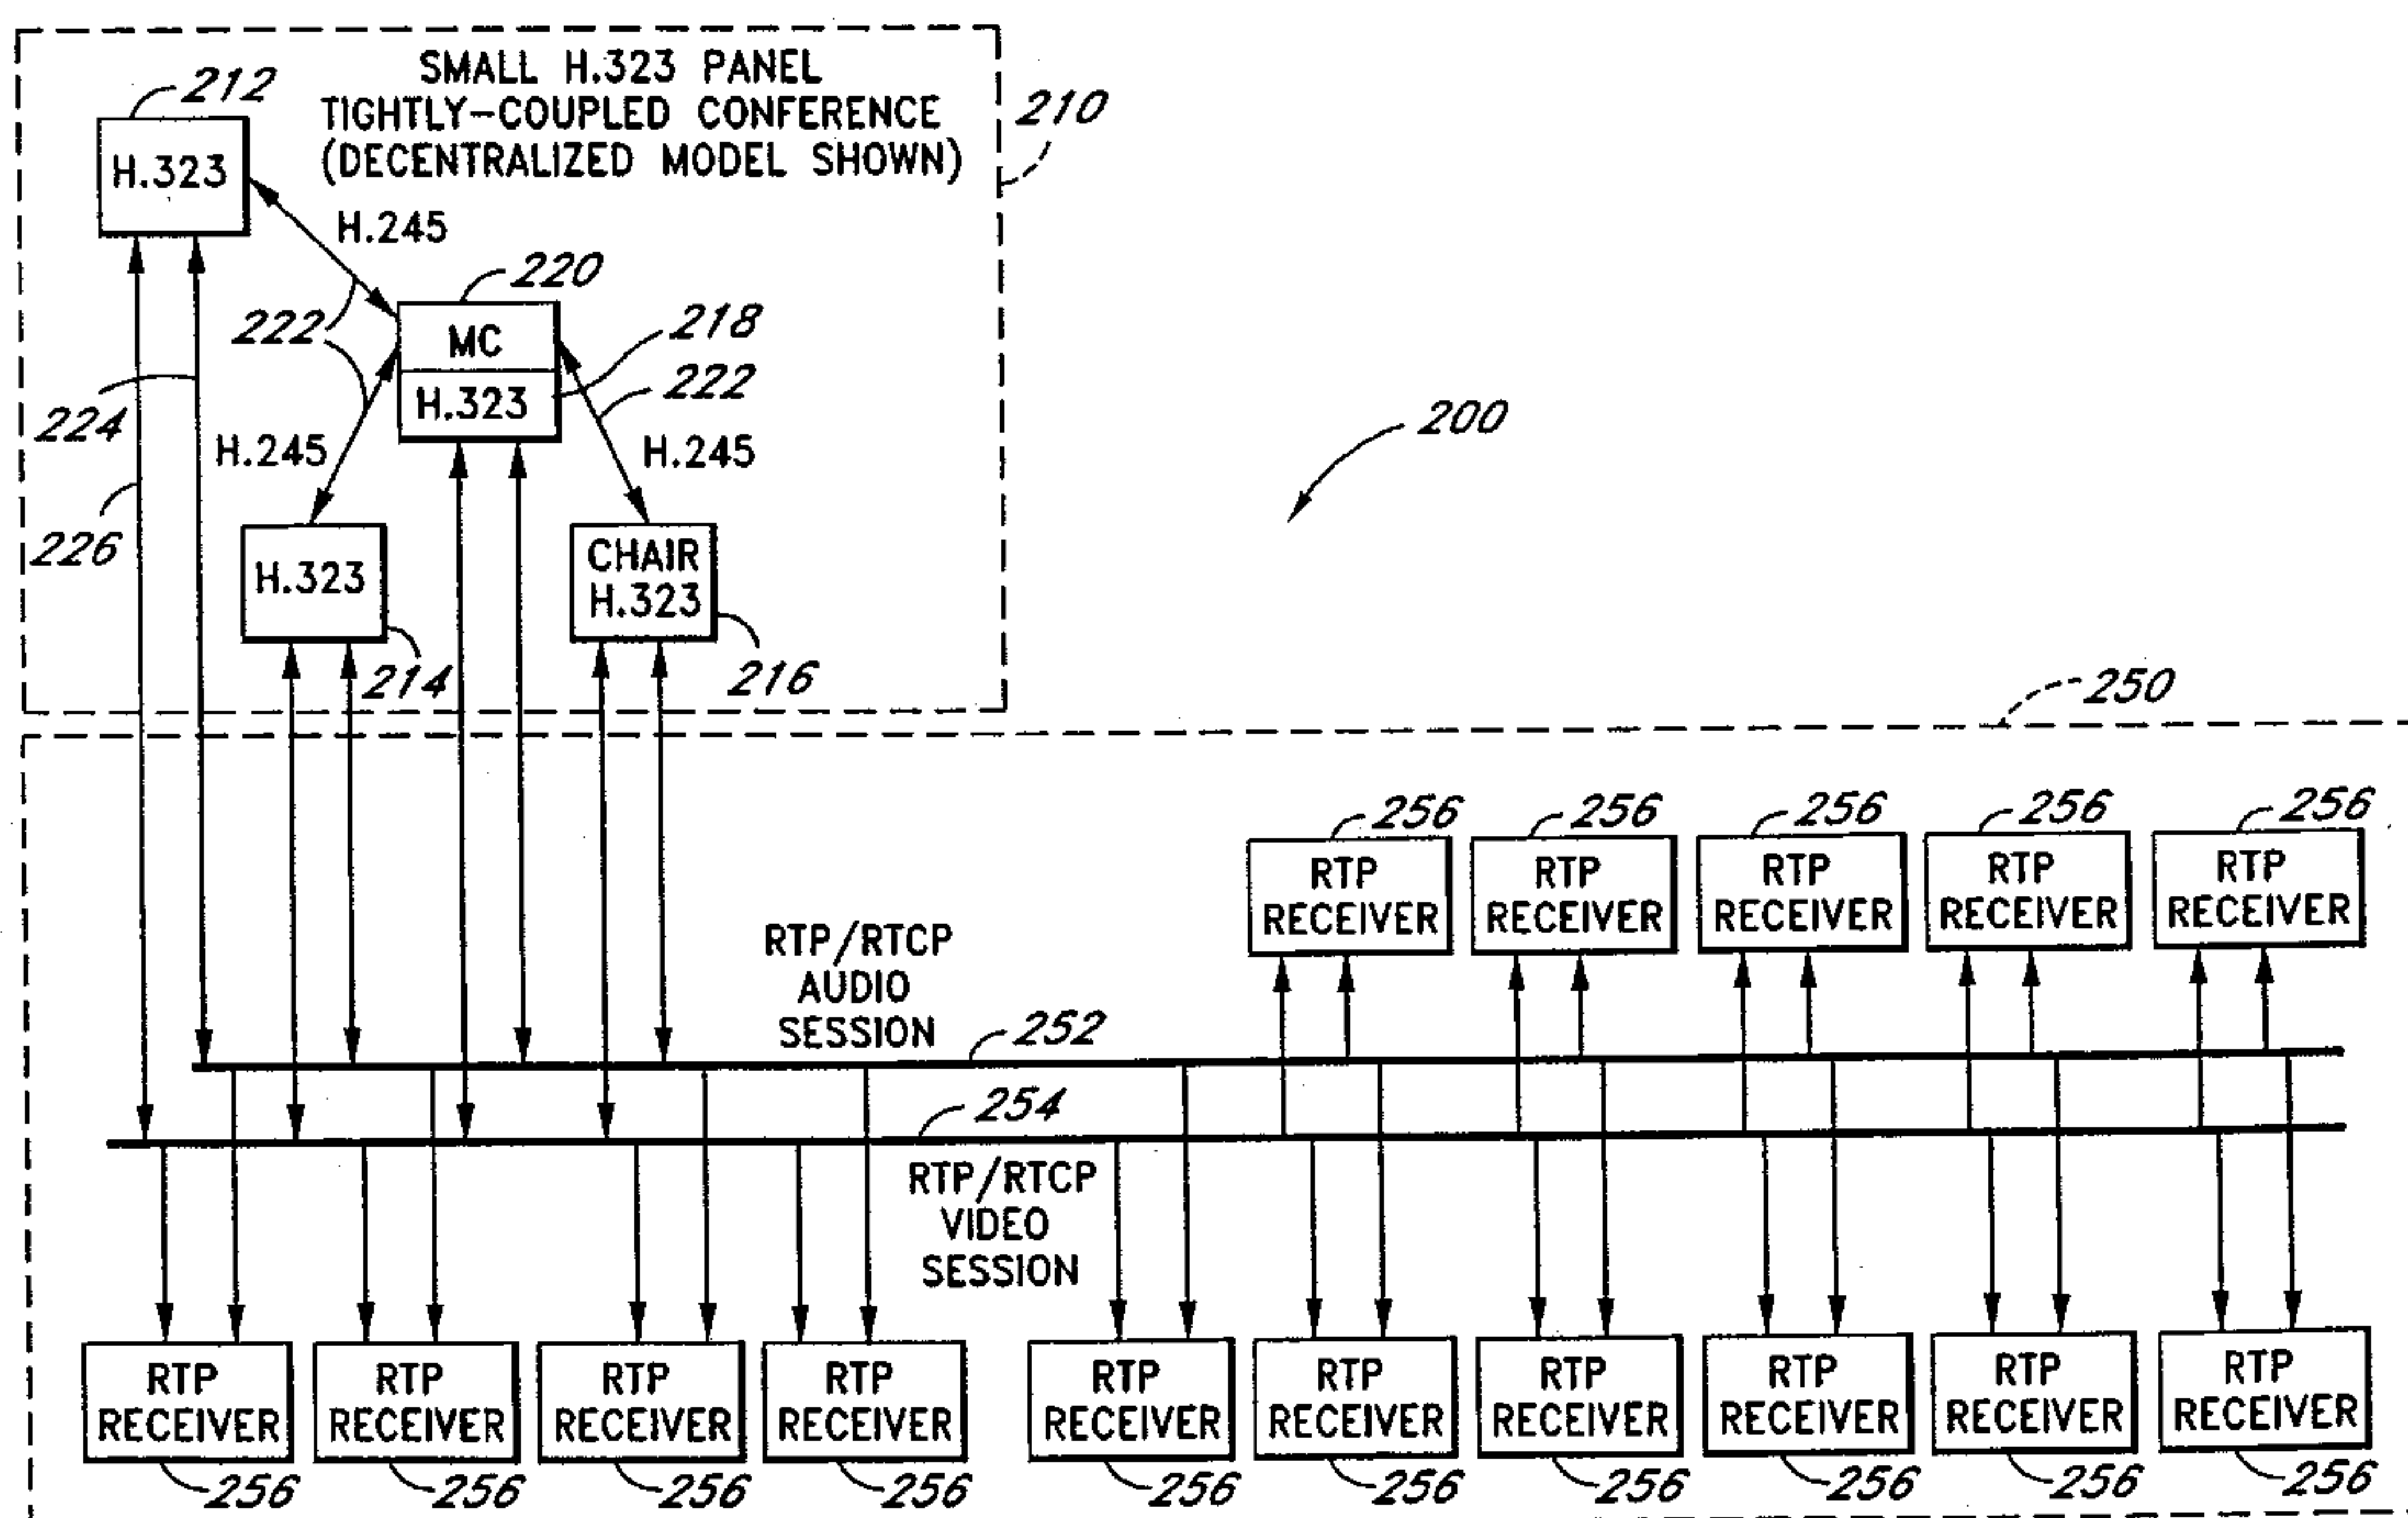 SMALL H.323 PANEL
TIGHTLY-COUPLED CONFERENCE
(DECENTRALIZED MODEL SHOWN)
212
210
H.323
H.245
220
222
MC
218
H.323
222
224
H.245
H.245
200
226
H.323
CHAIR
H.323
214
216
250
256
256
256
256
256
RTP
RECEIVER
RTP
RECEIVER
RTP
RECEIVER
RTP
RECEIVER
RTP
RECEIVER
RTP/RTCP
AUDIO
SESSION
252
254
RTP/RTCP
VIDEO
SESSION
RTP
RECEIVER
RTP
RECEIVER
RTP
RECEIVER
RTP
RECEIVER
RTP
RECEIVER
RTP
RECEIVER
RTP
RECEIVER
RTP
RECEIVER
RTP
RECEIVER
RTP
RECEIVER
256
256
256
256
256
256
256
256
256
256